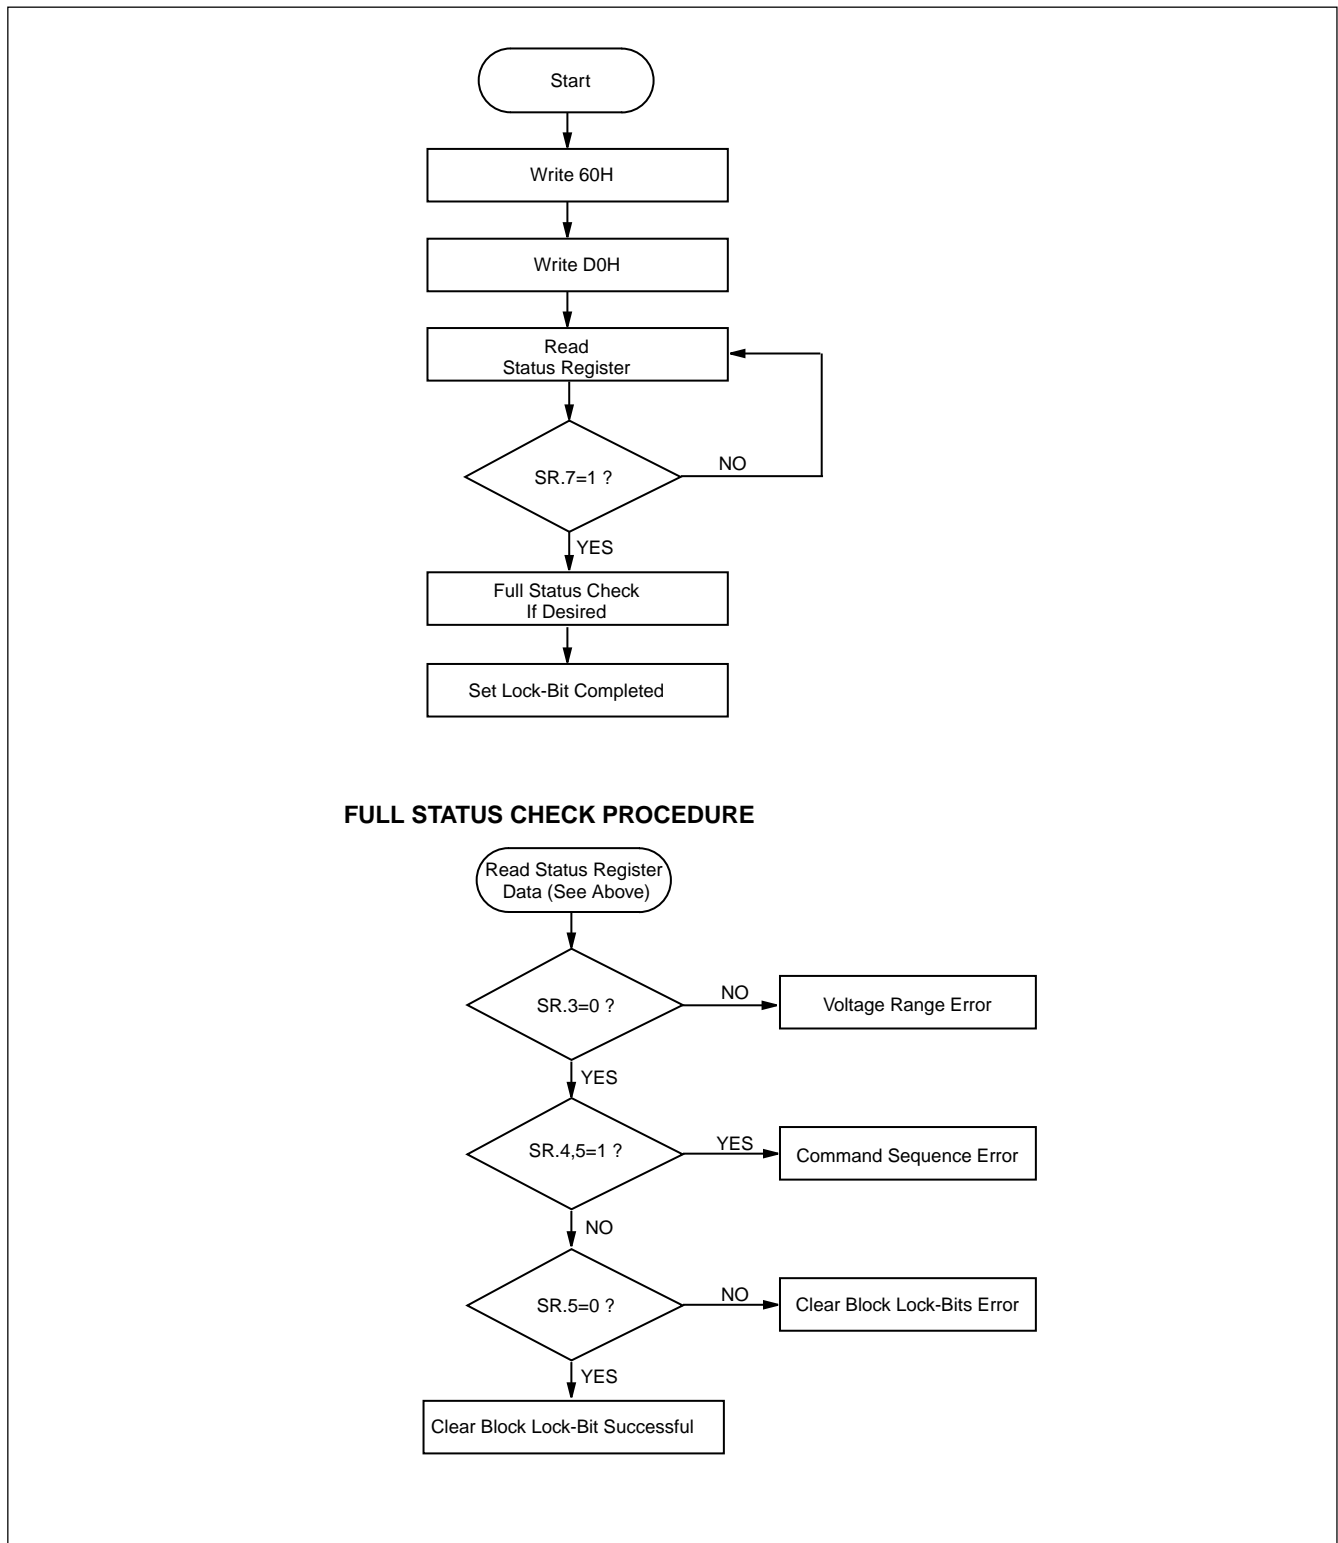 Start
Write 60H
Write D0H
Read
Status Register
SR.7=1 ?
NO
YES
Full Status Check
If Desired
Set Lock-Bit Completed
FULL STATUS CHECK PROCEDURE
Read Status Register
Data (See Above)
SR.3=0 ?
NO
Voltage Range Error
YES
SR.4,5=1 ?
YES
Command Sequence Error
NO
SR.5=0 ?
NO
Clear Block Lock-Bits Error
YES
Clear Block Lock-Bit Successful